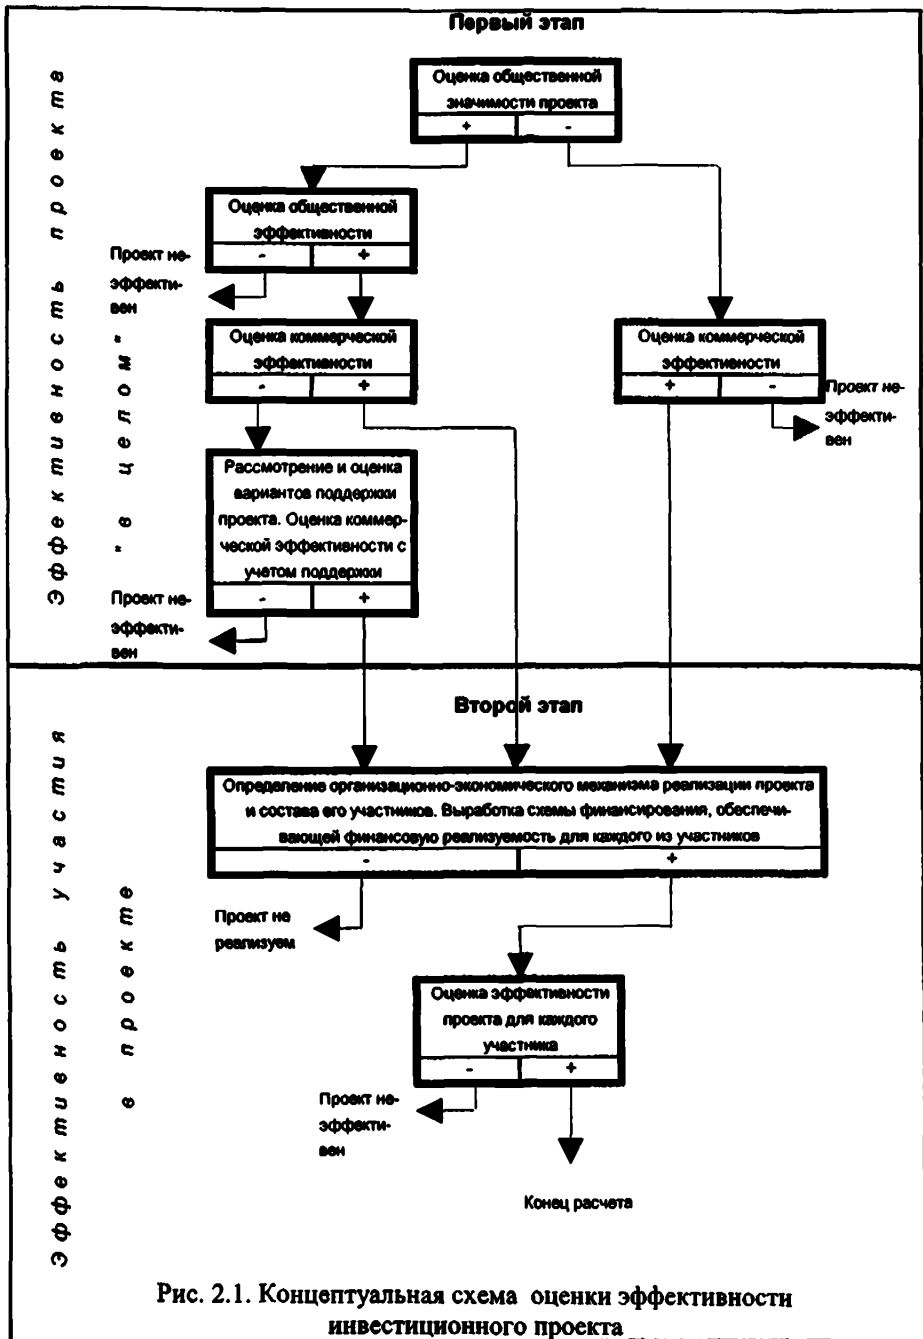 Первый этап
Эффективность проекта
"в целом"
Оценка общественной
значимости проекта
+ -
Оценка общественной
эффективности
- +
Проект не-
эффекти-
вен
Оценка коммерческой
эффективности
- +
Оценка коммерческой
эффективности
+ -
Проект не-
эффекти-
вен
Рассмотрение и оценка
вариантов поддержки
проекта. Оценка коммер-
ческой эффективности с
учетом поддержки
- +
Проект не-
эффекти-
вен
Второй этап
Эффективность участия
в проекте
Определение организационно-экономического механизма реализации проекта
и состава его участников. Выработка схемы финансирования, обеспечи-
вающей финансовую реализуемость для каждого из участников
- +
Проект не
реализуем
Оценка эффективности
проекта для каждого
участника
- +
Проект не-
эффекти-
вен
Конец расчета
Рис. 2.1. Концептуальная схема оценки эффективности
инвестиционного проекта